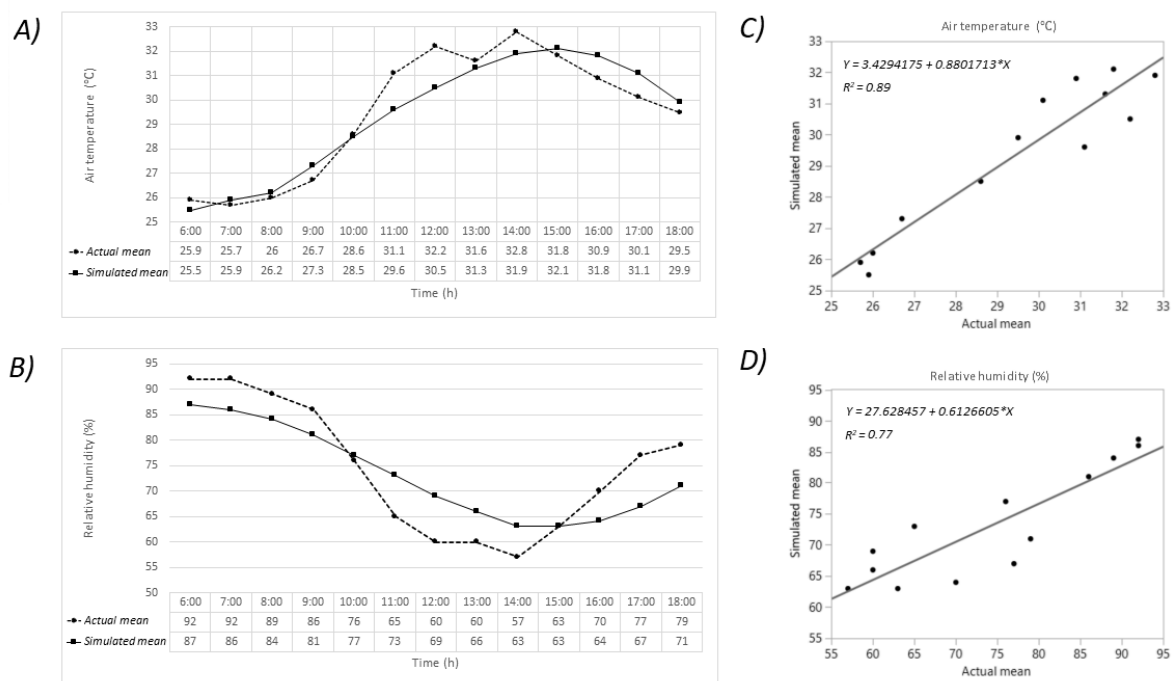 A)
Air temperature (°C)
33
32
31
30
29
28
27
26
25
6:00 7:00 8:00 9:00 10:00 11:00 12:00 13:00 14:00 15:00 16:00 17:00 18:00
Actual mean 25.9 25.7 26 26.7 28.6 31.1 32.2 31.6 32.8 31.8 30.9 30.1 29.5
Simulated mean 25.5 25.9 26.2 27.3 28.5 29.6 30.5 31.3 31.9 32.1 31.8 31.1 29.9
Time (h)
B)
Relative humidity (%)
95
90
85
80
75
70
65
60
55
50
6:00 7:00 8:00 9:00 10:00 11:00 12:00 13:00 14:00 15:00 16:00 17:00 18:00
Actual mean 92 92 89 86 76 65 60 60 57 63 70 77 79
Simulated mean 87 86 84 81 77 73 69 66 63 63 64 67 71
Time (h)
C)
Air temperature (°C)
Y = 3.4294175 + 0.8801713*X
R² = 0.89
Simulated mean
33
32
31
30
29
28
27
26
25
25 26 27 28 29 30 31 32 33
Actual mean
D)
Relative humidity (%)
Y = 27.628457 + 0.6126605*X
R² = 0.77
Simulated mean
95
90
85
80
75
70
65
60
55
55 60 65 70 75 80 85 90 95
Actual mean